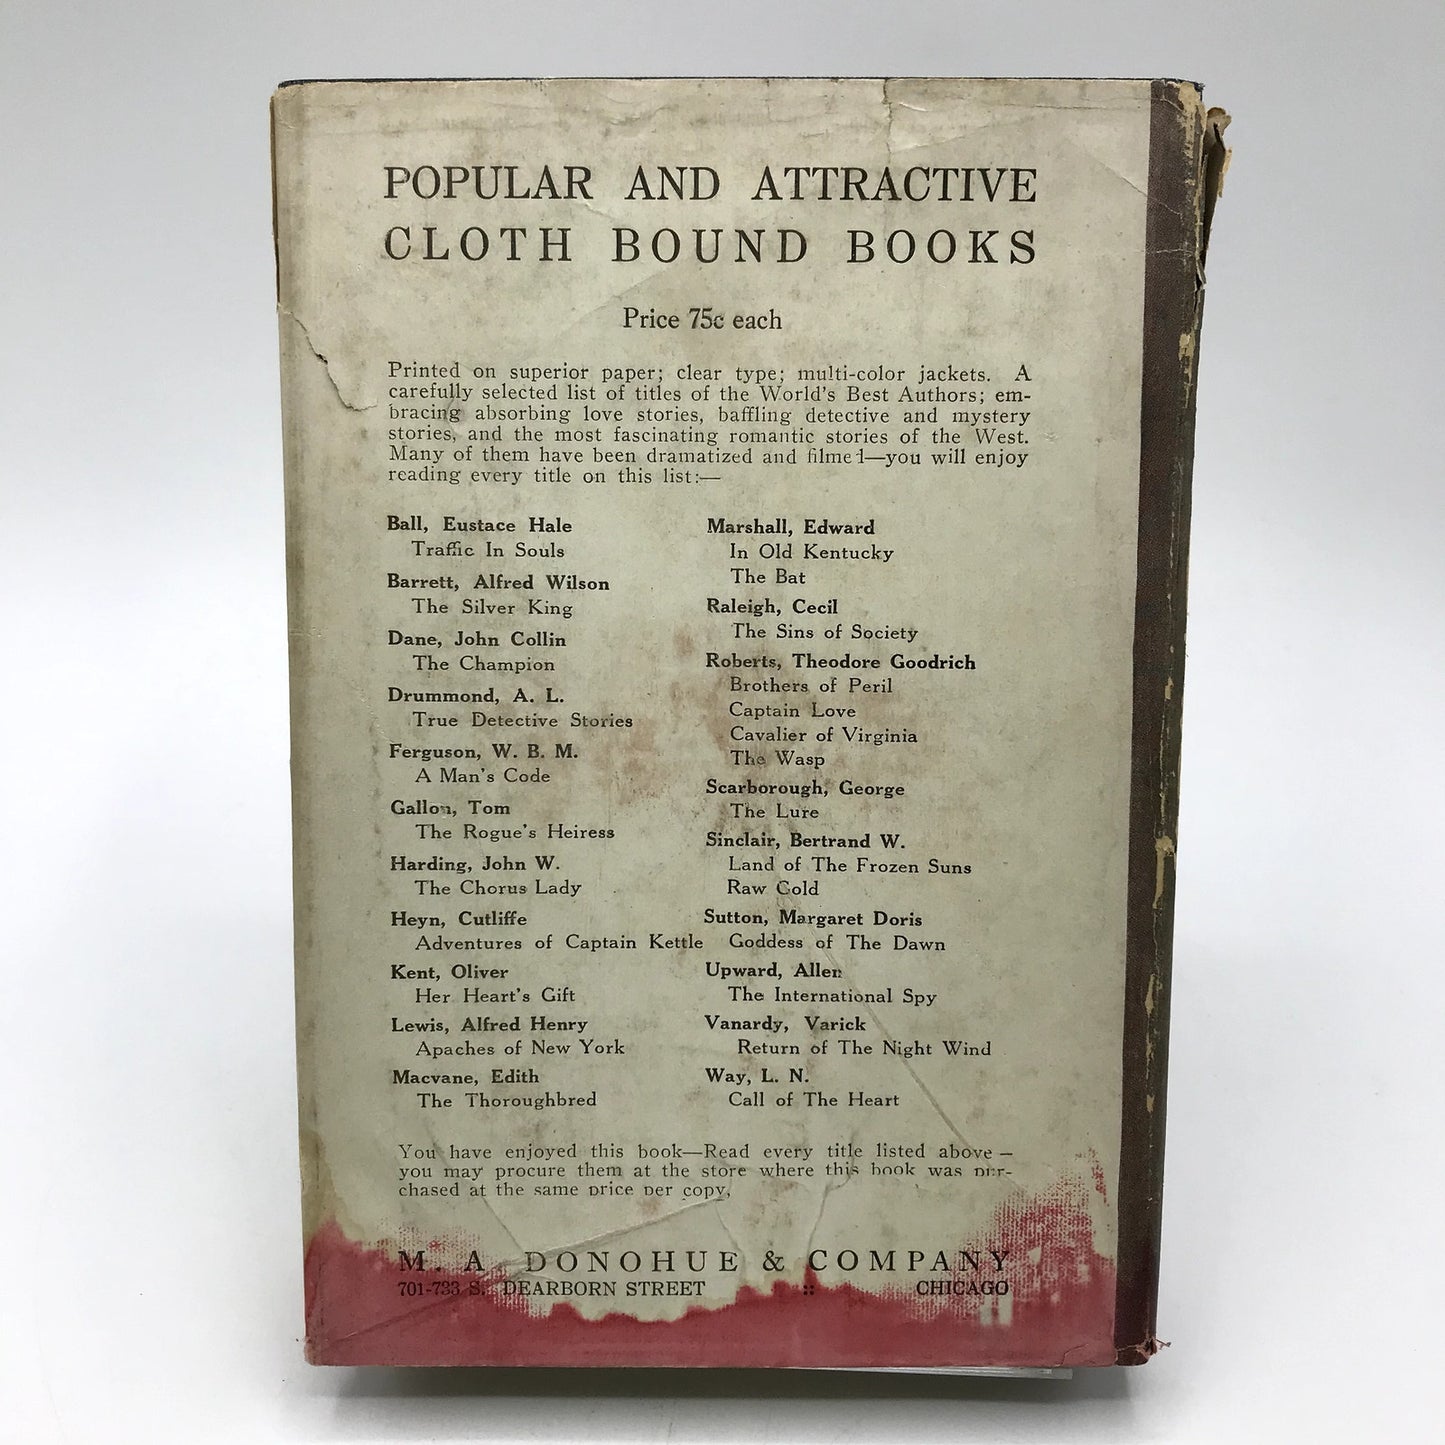 POPULAR AND ATTRACTIVE
CLOTH BOUND BOOKS
Price 75c each
Printed on superior paper; clear type; multi-color jackets. A
carefully selected list of titles of the World's Best Authors; em-
bracing absorbing love stories, baffling detective and mystery
stories, and the most fascinating romantic stories of the West.
Many of them have been dramatized and filmed—you will enjoy
reading every title on this list:—
Ball, Eustace Hale
Traffic In Souls
Barrett, Alfred Wilson
The Silver King
Dane, John Collin
The Champion
Drummond, A. L.
True Detective Stories
Ferguson, W. B. M.
A Man's Code
Gallon, Tom
The Rogue's Heiress
Harding, John W.
The Chorus Lady
Heyn, Cutliffe
Adventures of Captain Kettle
Kent, Oliver
Her Heart's Gift
Lewis, Alfred Henry
Apaches of New York
Macvane, Edith
The Thoroughbred
Marshall, Edward
In Old Kentucky
The Bat
Raleigh, Cecil
The Sins of Society
Roberts, Theodore Goodrich
Brothers of Peril
Captain Love
Cavalier of Virginia
The Wasp
Scarborough, George
The Lure
Sinclair, Bertrand W.
Land of The Frozen Suns
Raw Gold
Sutton, Margaret Doris
Goddess of The Dawn
Upward, Allen
The International Spy
Vanardy, Varick
Return of The Night Wind
Way, L. N.
Call of The Heart
You have enjoyed this book—Read every title listed above—
you may procure them at the store where this book was pur-
chased at the same price per copy,
M. A. DONOHUE & COMPANY
701-733 S. DEARBORN STREET :: CHICAGO